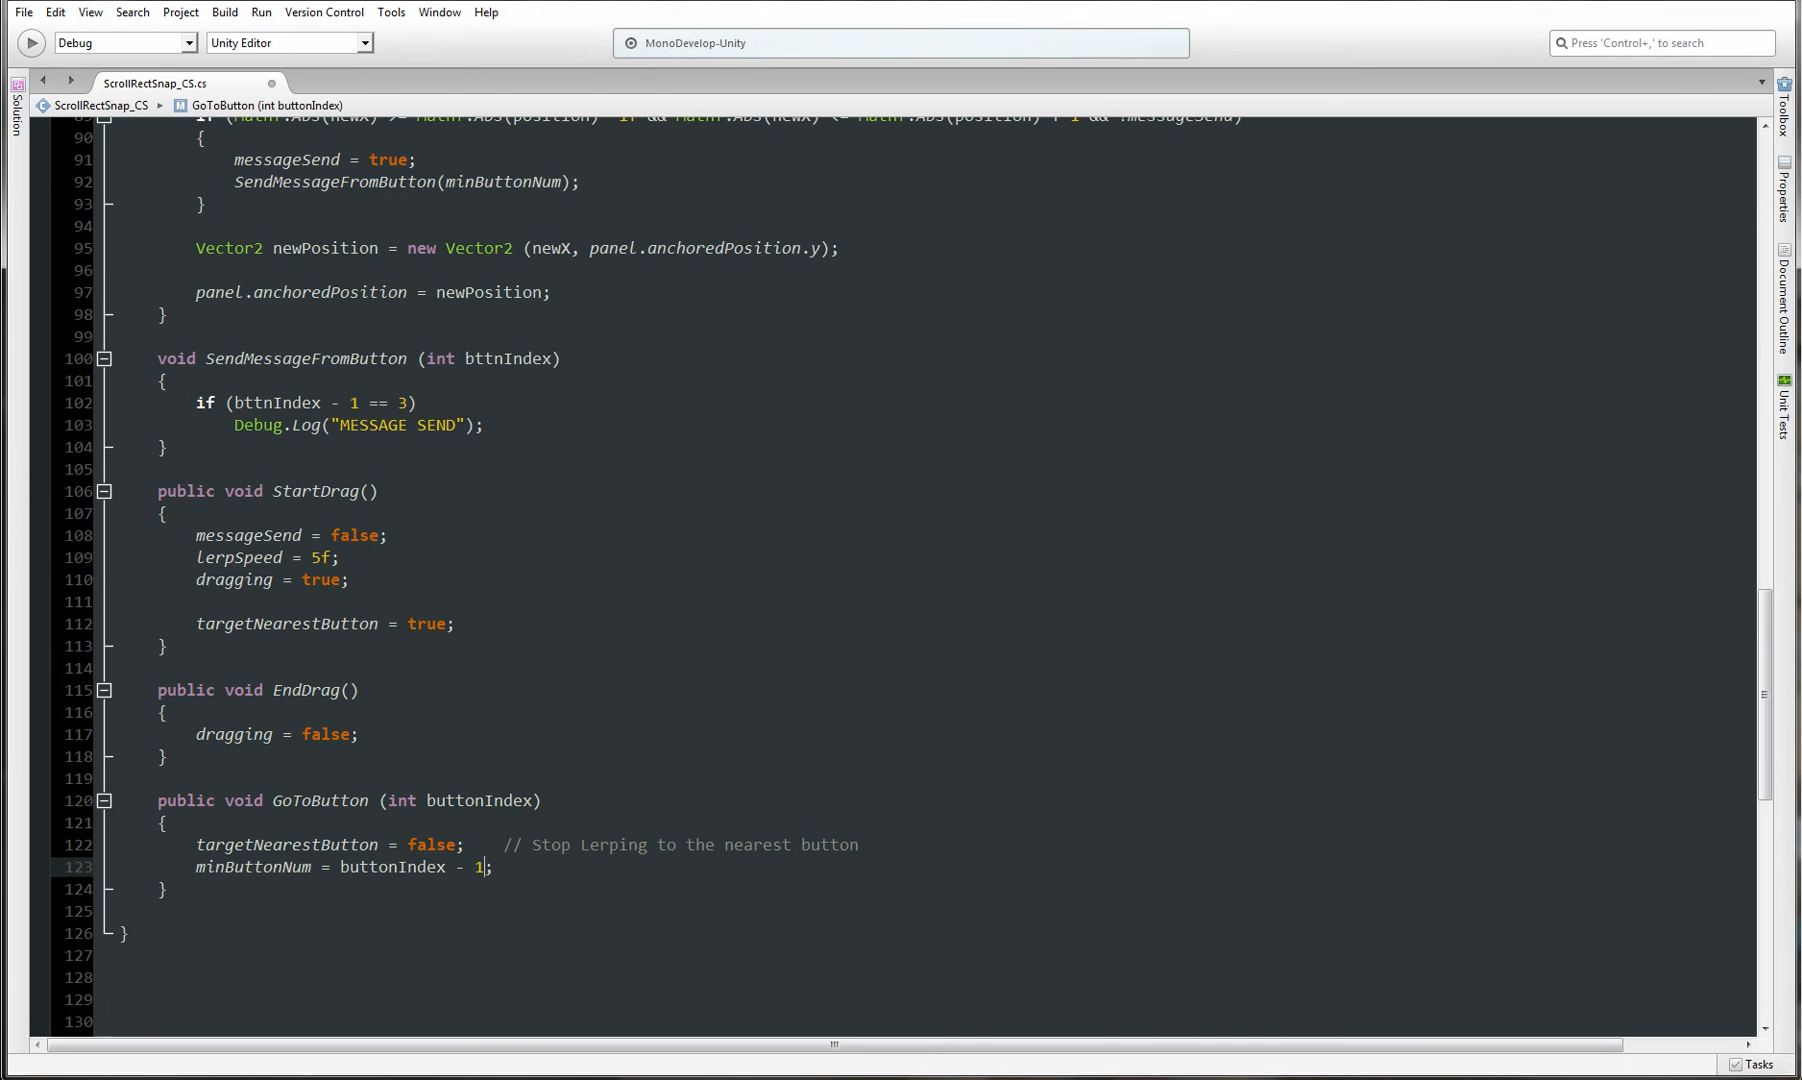 File Edit View Search Project Build Run Version Control Tools Window Help
Debug Unity Editor MonoDevelop-Unity Press 'Control+,' to search
ScrollRectSnap_CS.cs
ScrollRectSnap_CS GoToButton (int buttonIndex)
Solution
Toolbox
Properties
Document Outline
Unit Tests
90 {
91 messageSend = true;
92 SendMessageFromButton(minButtonNum);
93 }
94
95 Vector2 newPosition = new Vector2 (newX, panel.anchoredPosition.y);
96
97 panel.anchoredPosition = newPosition;
98 }
99
100 void SendMessageFromButton (int bttnIndex)
101 {
102 if (bttnIndex - 1 == 3)
103 Debug.Log("MESSAGE SEND");
104 }
105
106 public void StartDrag()
107 {
108 messageSend = false;
109 lerpSpeed = 5f;
110 dragging = true;
111
112 targetNearestButton = true;
113 }
114
115 public void EndDrag()
116 {
117 dragging = false;
118 }
119
120 public void GoToButton (int buttonIndex)
121 {
122 targetNearestButton = false; // Stop Lerping to the nearest button
123 minButtonNum = buttonIndex - 1;
124 }
125
126 }
127
128
129
130
Tasks